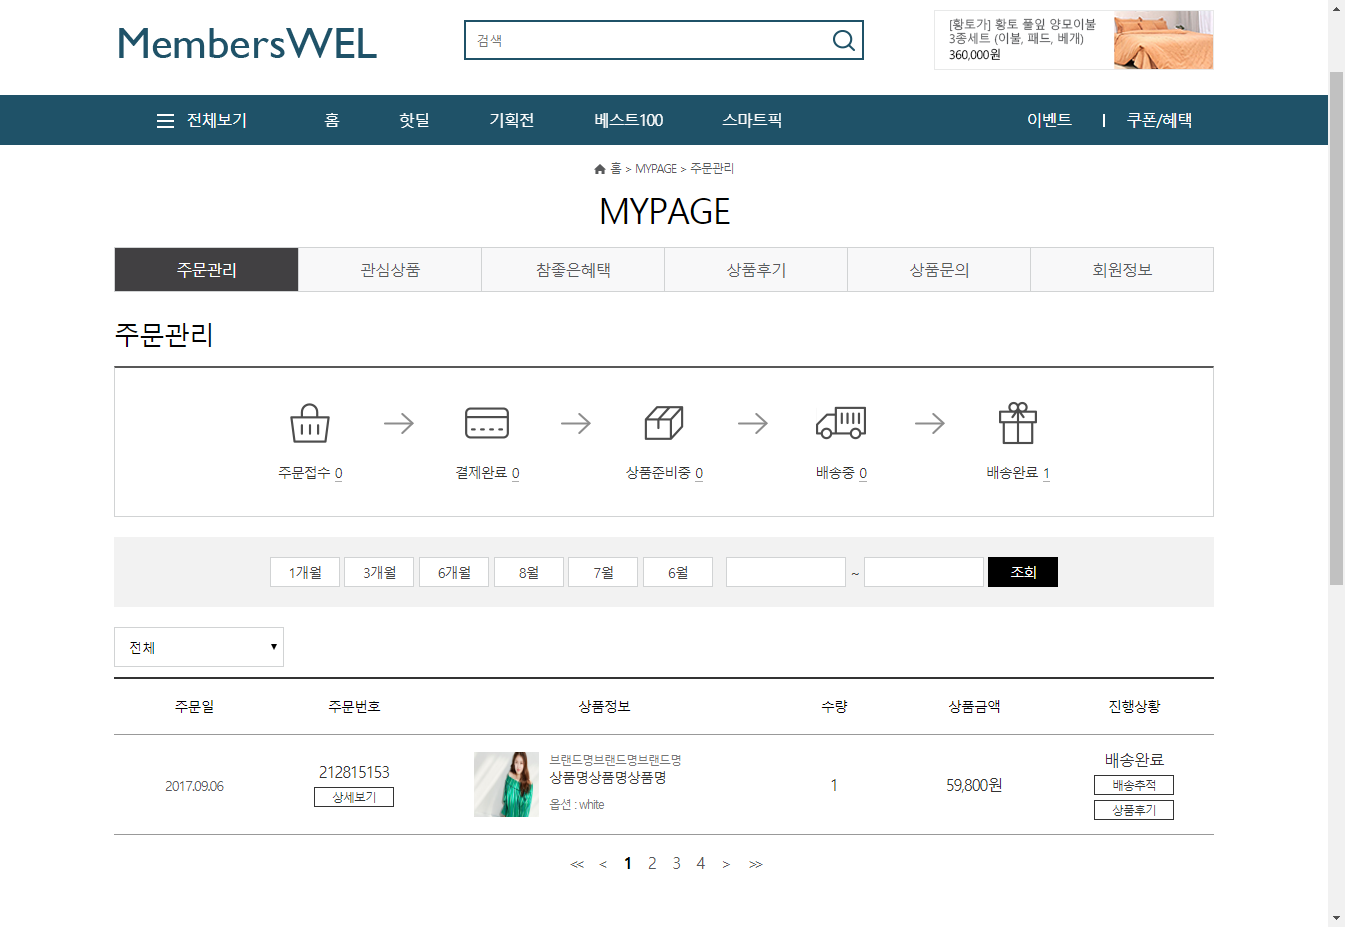 MembersWEL
검색
[황토가] 황토 풀잎 양모이불
3종세트 (이불, 패드, 베개)
360,000원
전체보기 홈 핫딜 기획전 베스트100 스마트픽 이벤트 쿠폰/혜택
홈 > MYPAGE > 주문관리
MYPAGE
주문관리 관심상품 참좋은혜택 상품후기 상품문의 회원정보
주문관리
주문접수 0 결제완료 0 상품준비중 0 배송중 0 배송완료 1
1개월 3개월 6개월 8월 7월 6월 ~ 조회
전체
주문일 주문번호 상품정보 수량 상품금액 진행상황
2017.09.06
212815153
상세보기
브랜드명브랜드명브랜드명
상품명상품명상품명
옵션 : white
1
59,800원
배송완료
배송추적
상품후기
<< < 1 2 3 4 > >>